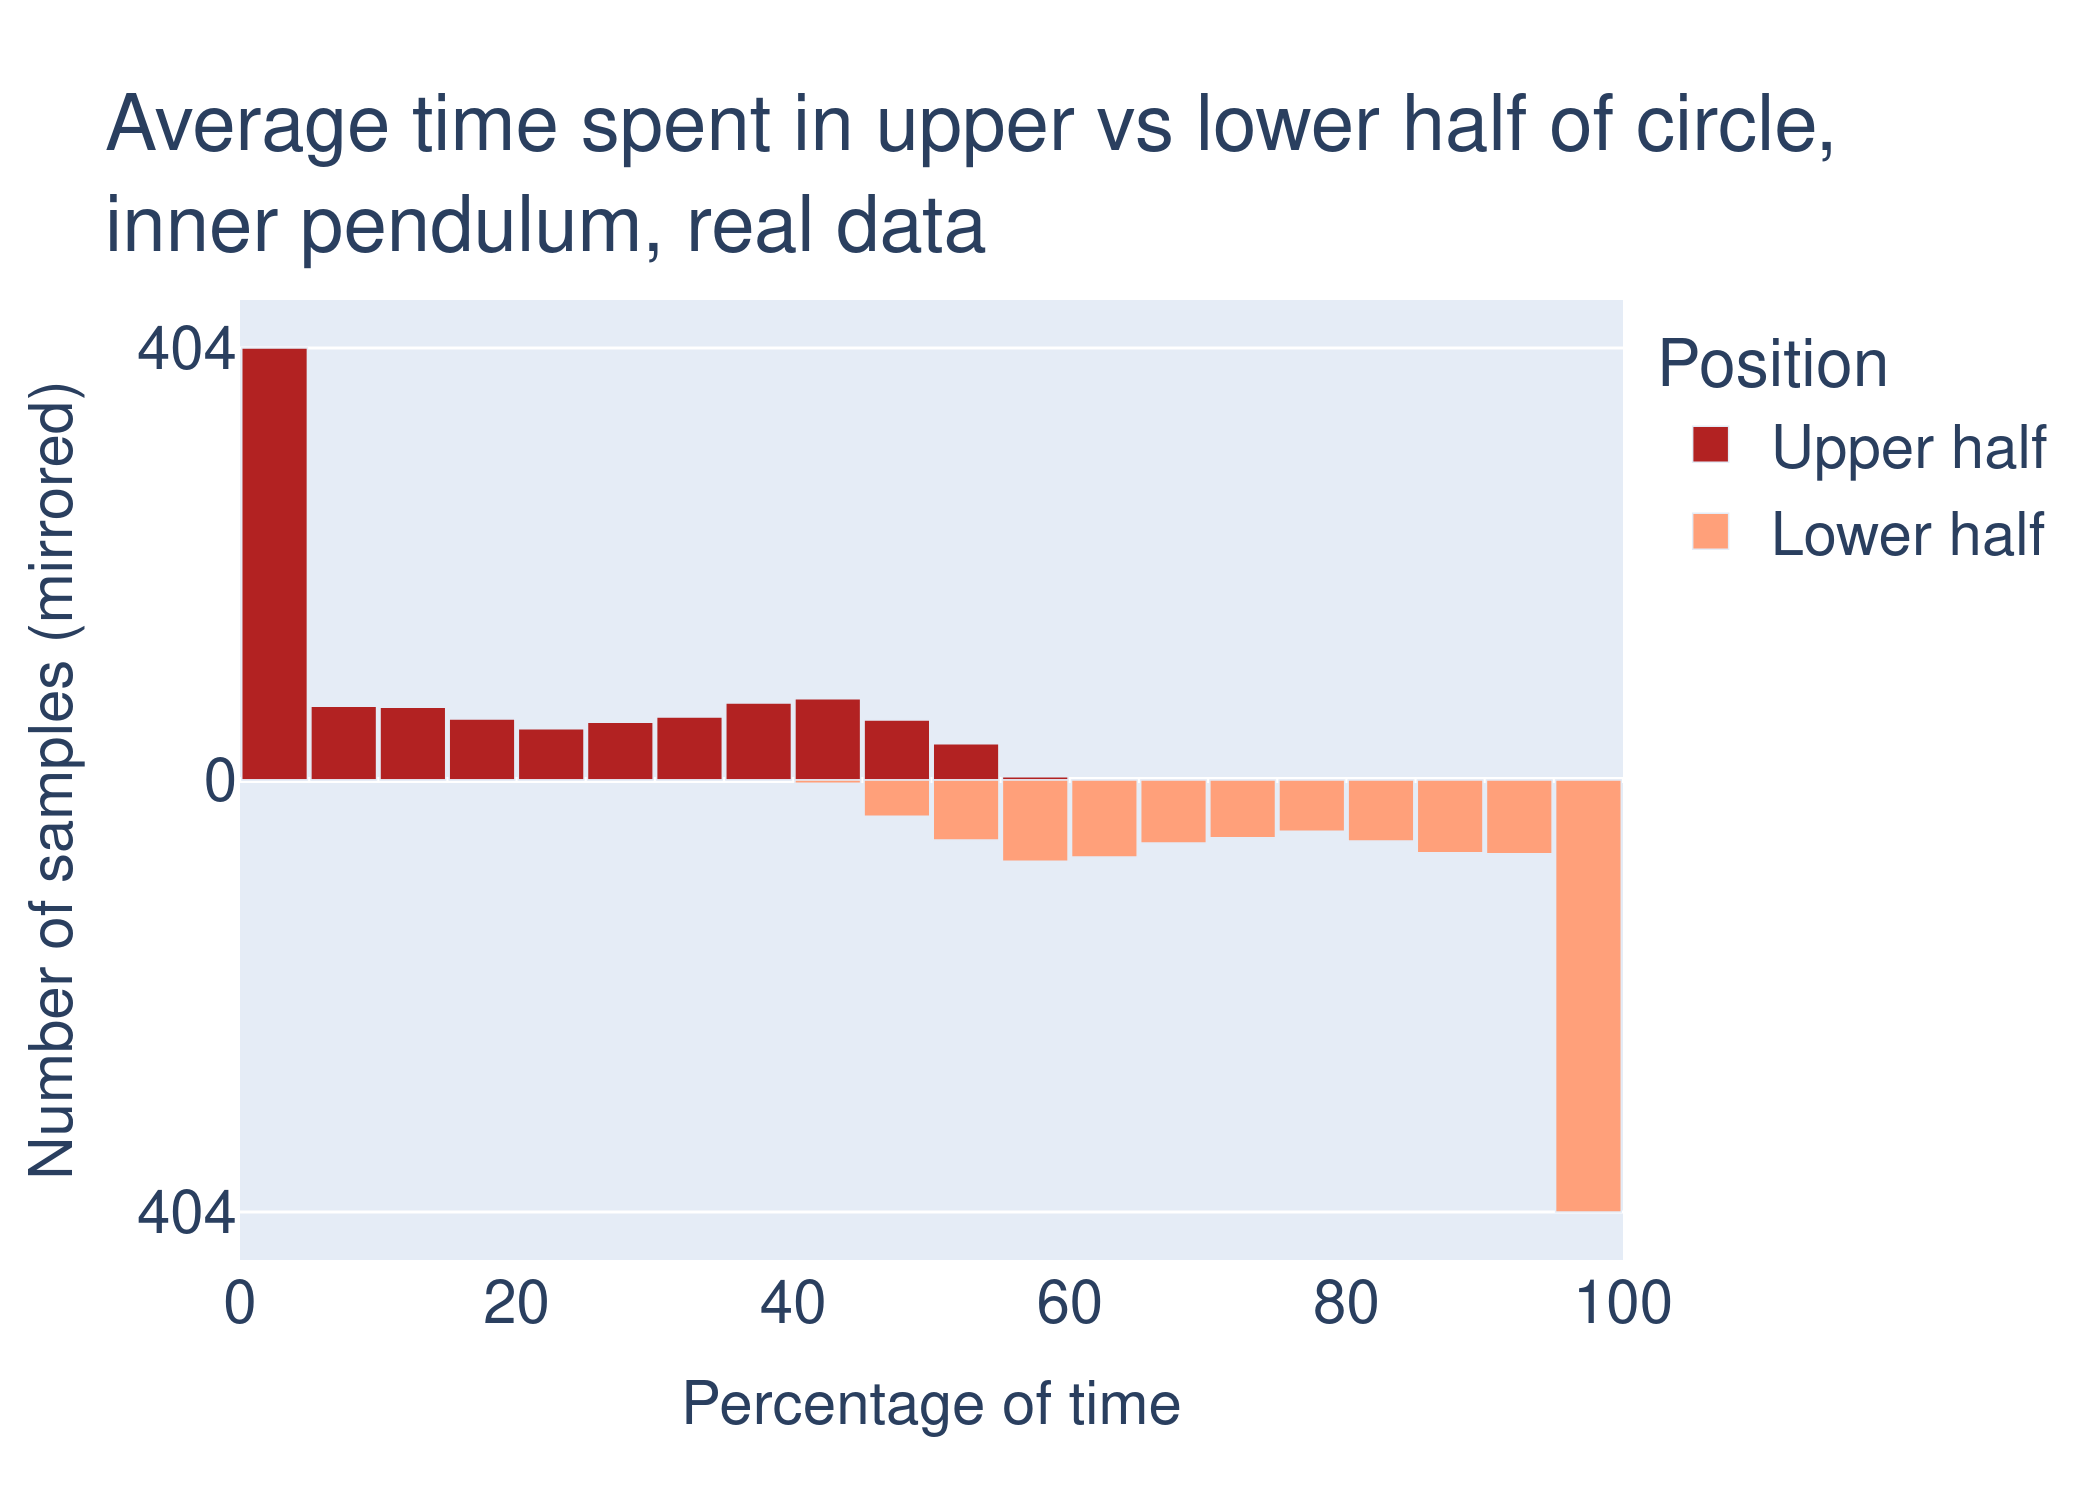 Average time spent in upper vs lower half of circle,
inner pendulum, real data
Number of samples (mirrored)
404
0
404
0 20 40 60 80 100
Percentage of time
Position
Upper half
Lower half